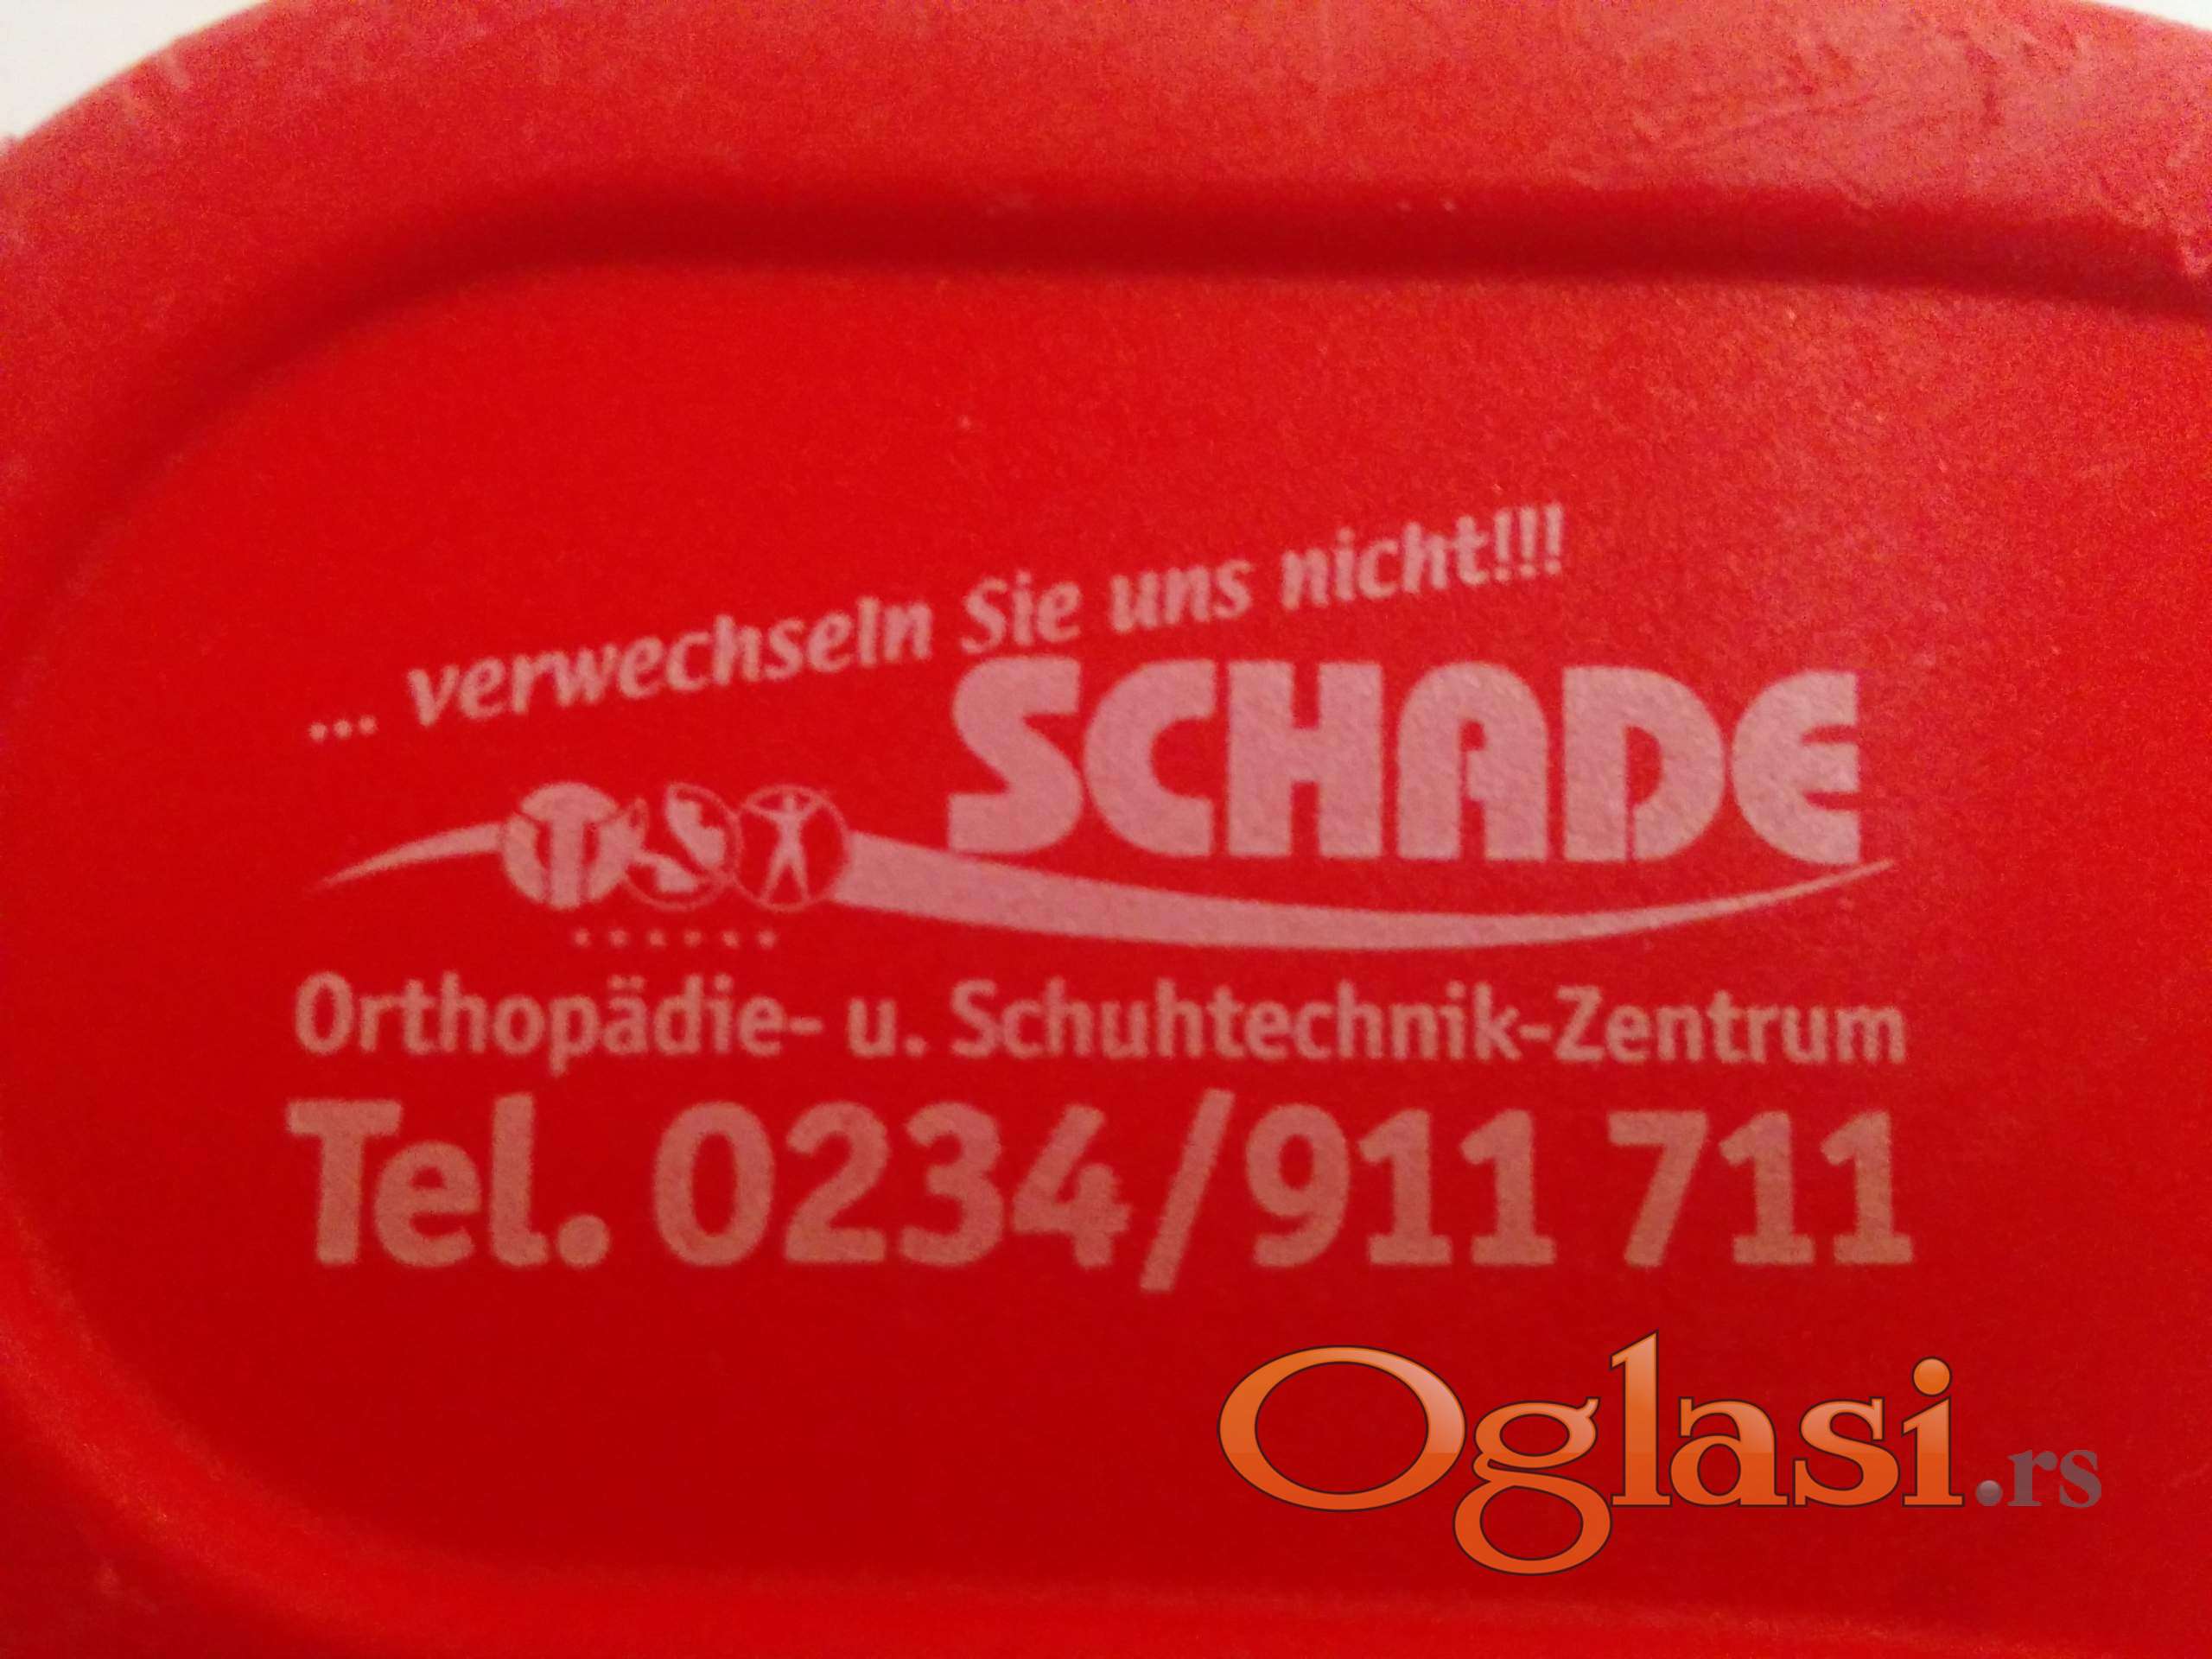 ... verwechseln Sie uns nicht!!!
SCHADE
Orthopädie- u. Schuhtechnik-Zentrum
Tel. 0234/911 711
Oglasi.rs